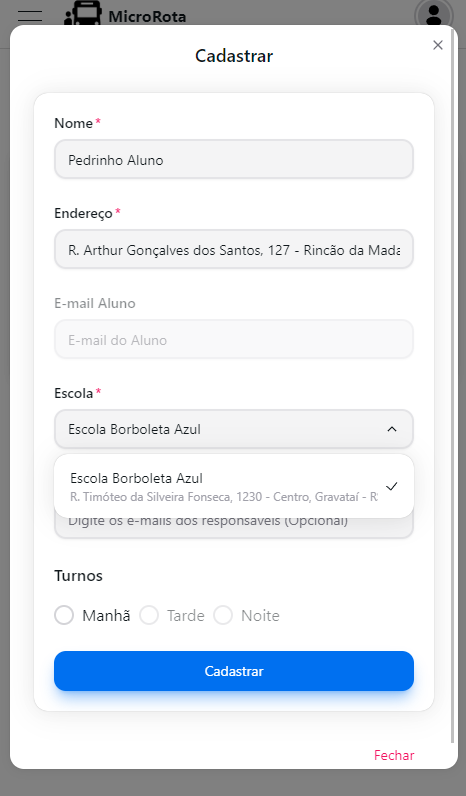 MicroRota
Cadastrar
Nome*
Pedrinho Aluno
Endereço*
R. Arthur Gonçalves dos Santos, 127 - Rincão da Mada
E-mail Aluno
E-mail do Aluno
Escola*
Escola Borboleta Azul
Escola Borboleta Azul
R. Timóteo da Silveira Fonseca, 1230 - Centro, Gravataí - R
Digite os e-mails dos responsáveis (Opcional)
Turnos
Manhã Tarde Noite
Cadastrar
Fechar